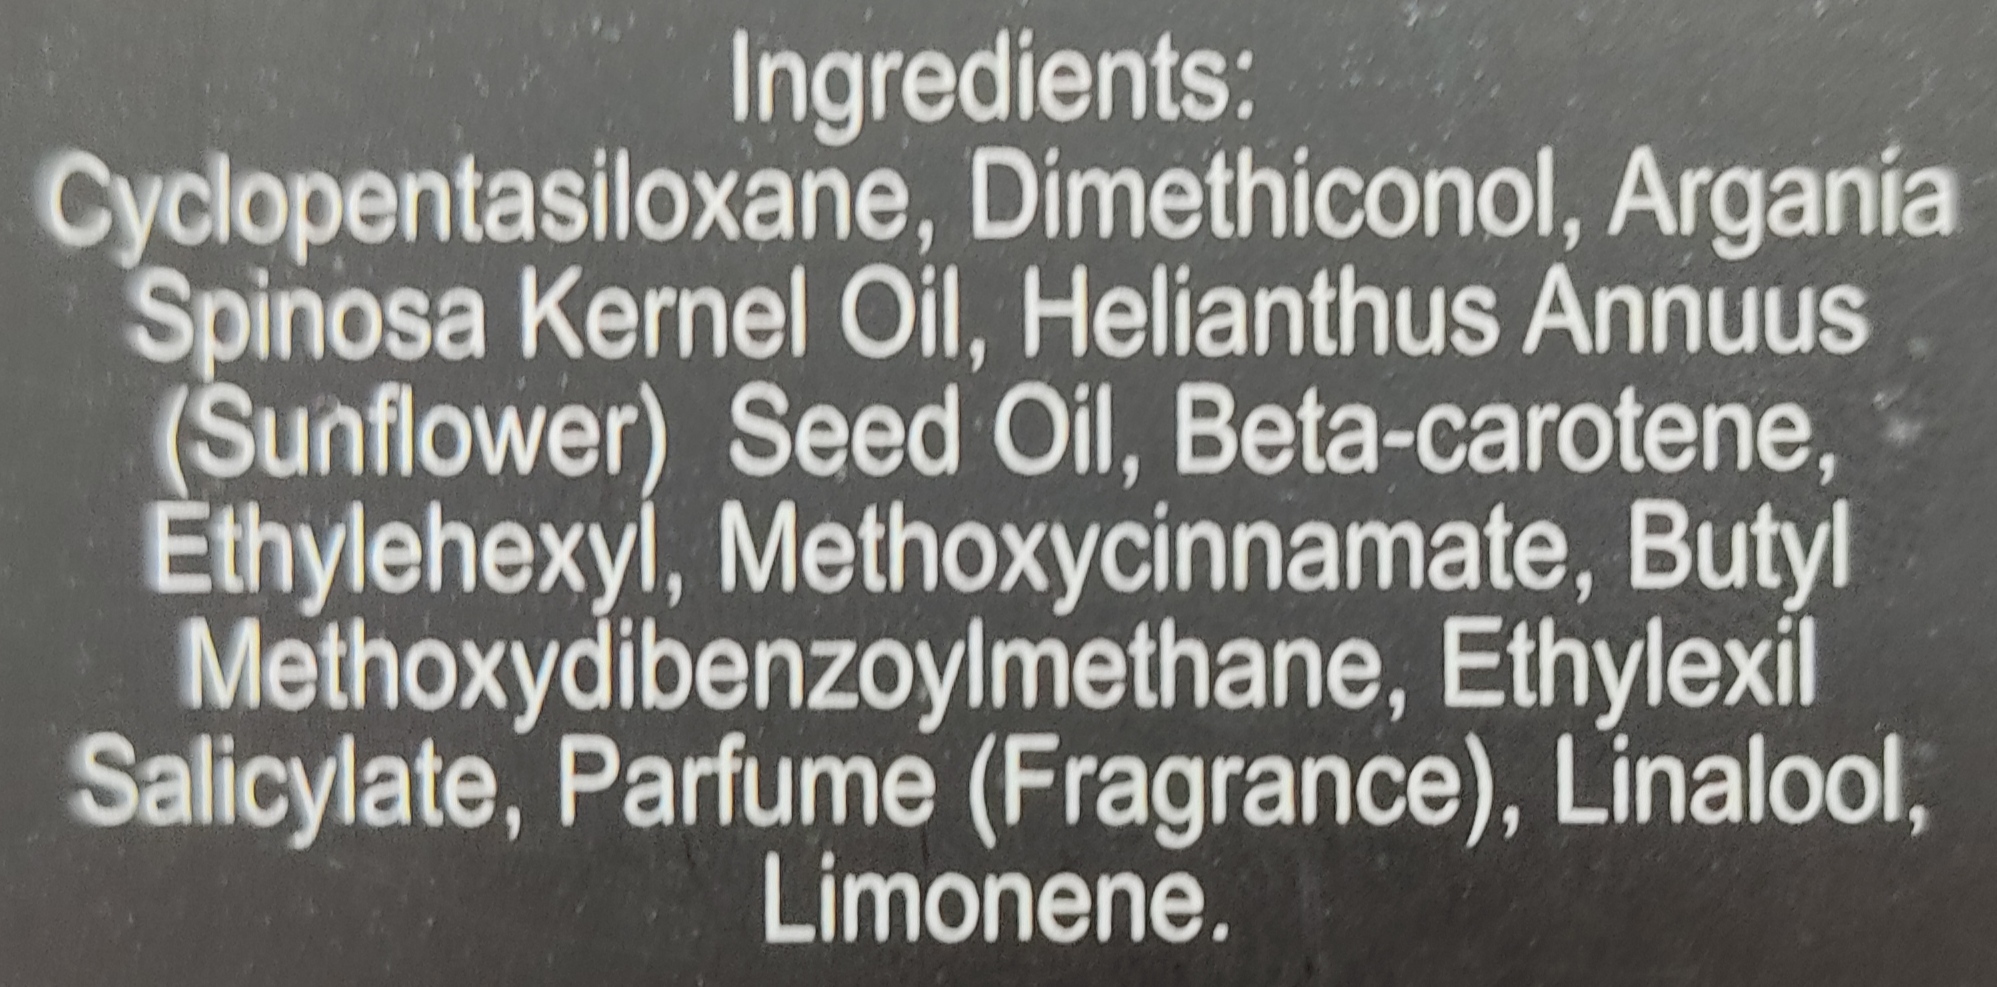 Ingredients:
Cyclopentasiloxane, Dimethiconol, Argania
Spinosa Kernel Oil, Helianthus Annuus
(Sunflower) Seed Oil, Beta-carotene,
Ethylehexyl, Methoxycinnamate, Butyl
Methoxydibenzoylmethane, Ethylexil
Salicylate, Parfume (Fragrance), Linalool,
Limonene.